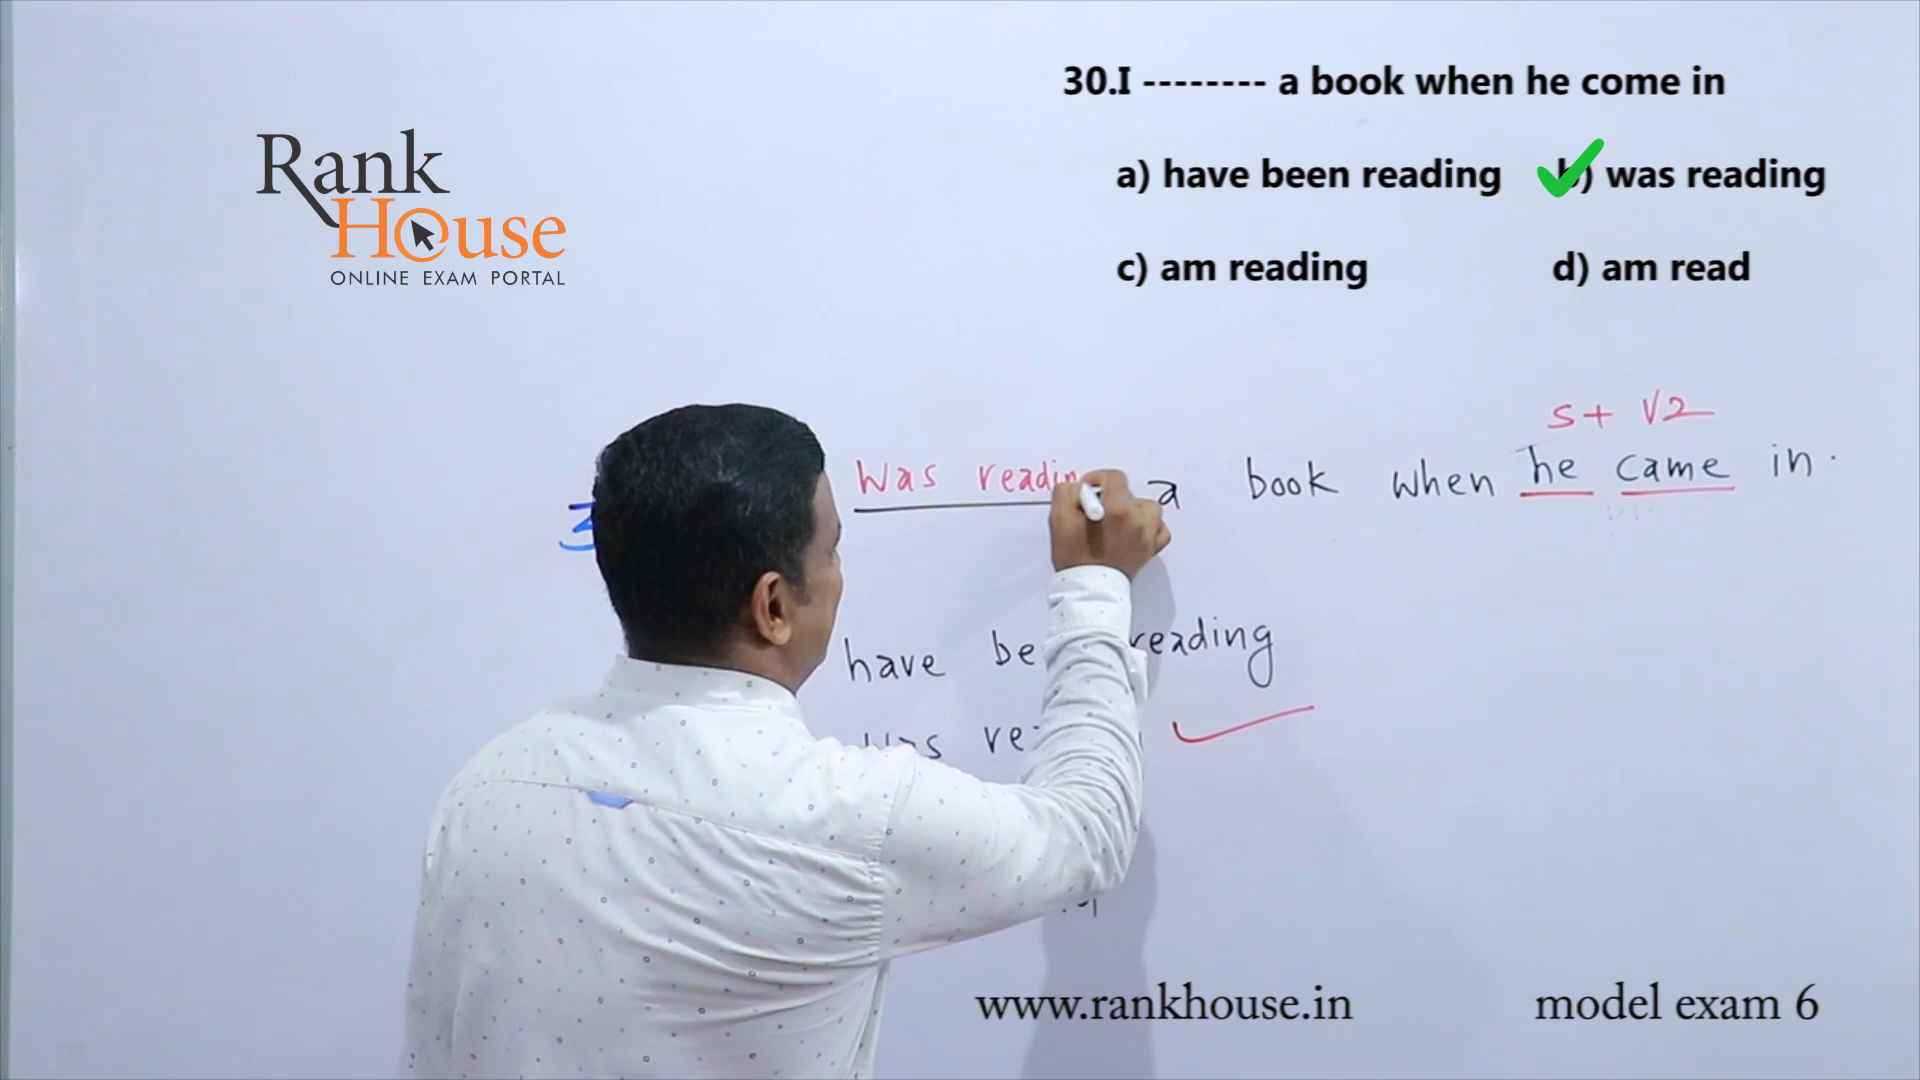 30.I -------- a book when he come in
a) have been reading b) was reading
c) am reading d) am read
Rank
House
ONLINE EXAM PORTAL
S + V2
was a book when he came in.
have reading
www.rankhouse.in model exam 6